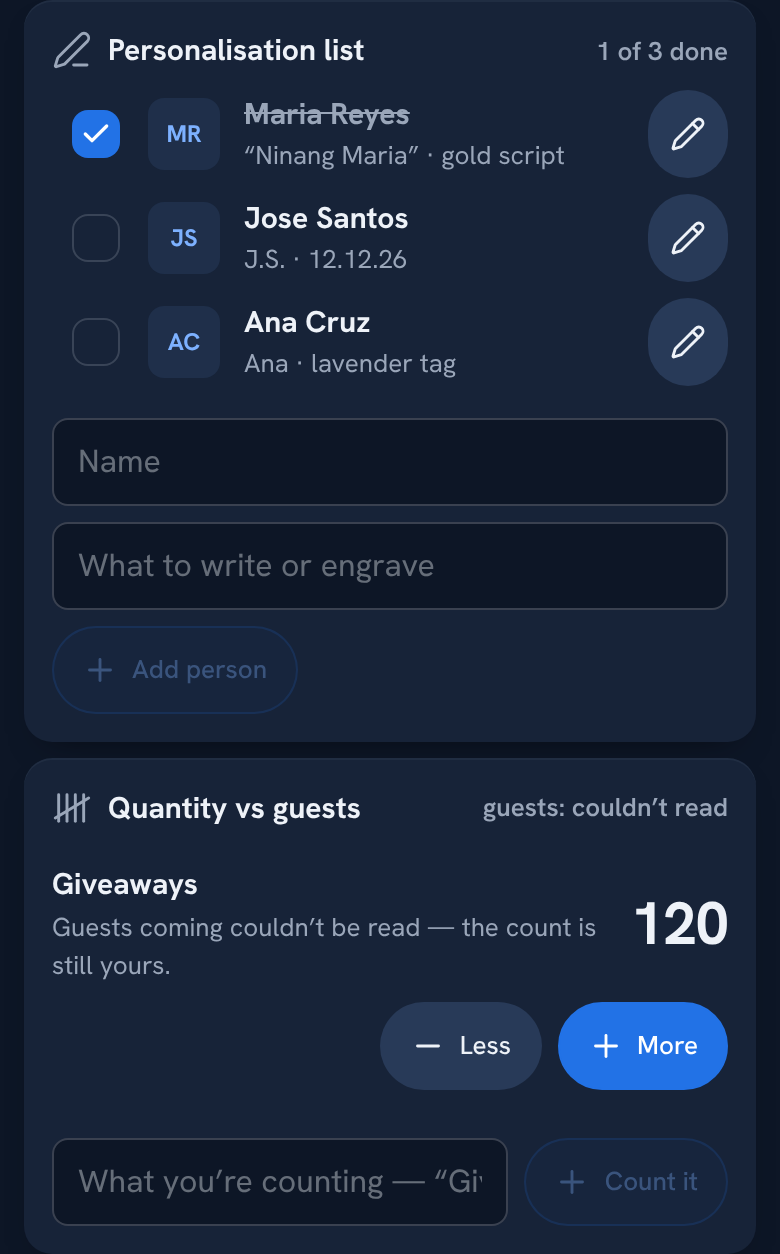 Personalisation list
1 of 3 done
MR
Maria Reyes
“Ninang Maria” · gold script
JS
Jose Santos
J.S. · 12.12.26
AC
Ana Cruz
Ana · lavender tag
Name
What to write or engrave
+ Add person
Quantity vs guests
guests: couldn’t read
Giveaways
Guests coming couldn’t be read — the count is
still yours.
120
− Less
+ More
What you’re counting — “Giv
+ Count it